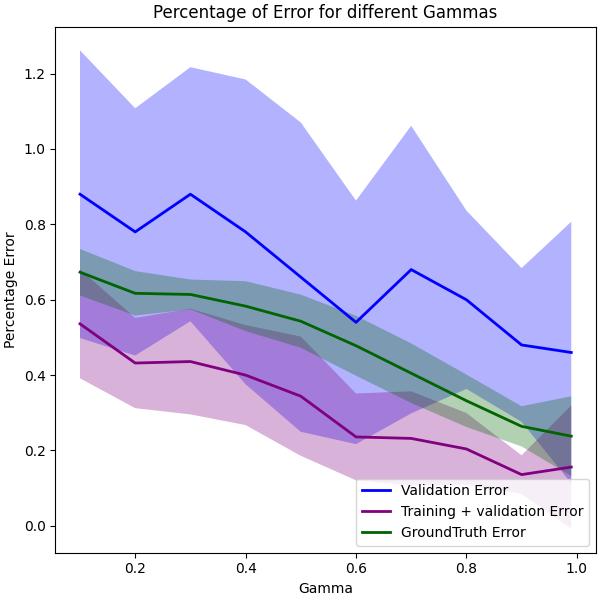 Percentage of Error for different Gammas
Percentage Error
1.2
1.0
0.8
0.6
0.4
0.2
0.0
Validation Error
Training + validation Error
GroundTruth Error
0.2 0.4 0.6 0.8 1.0
Gamma